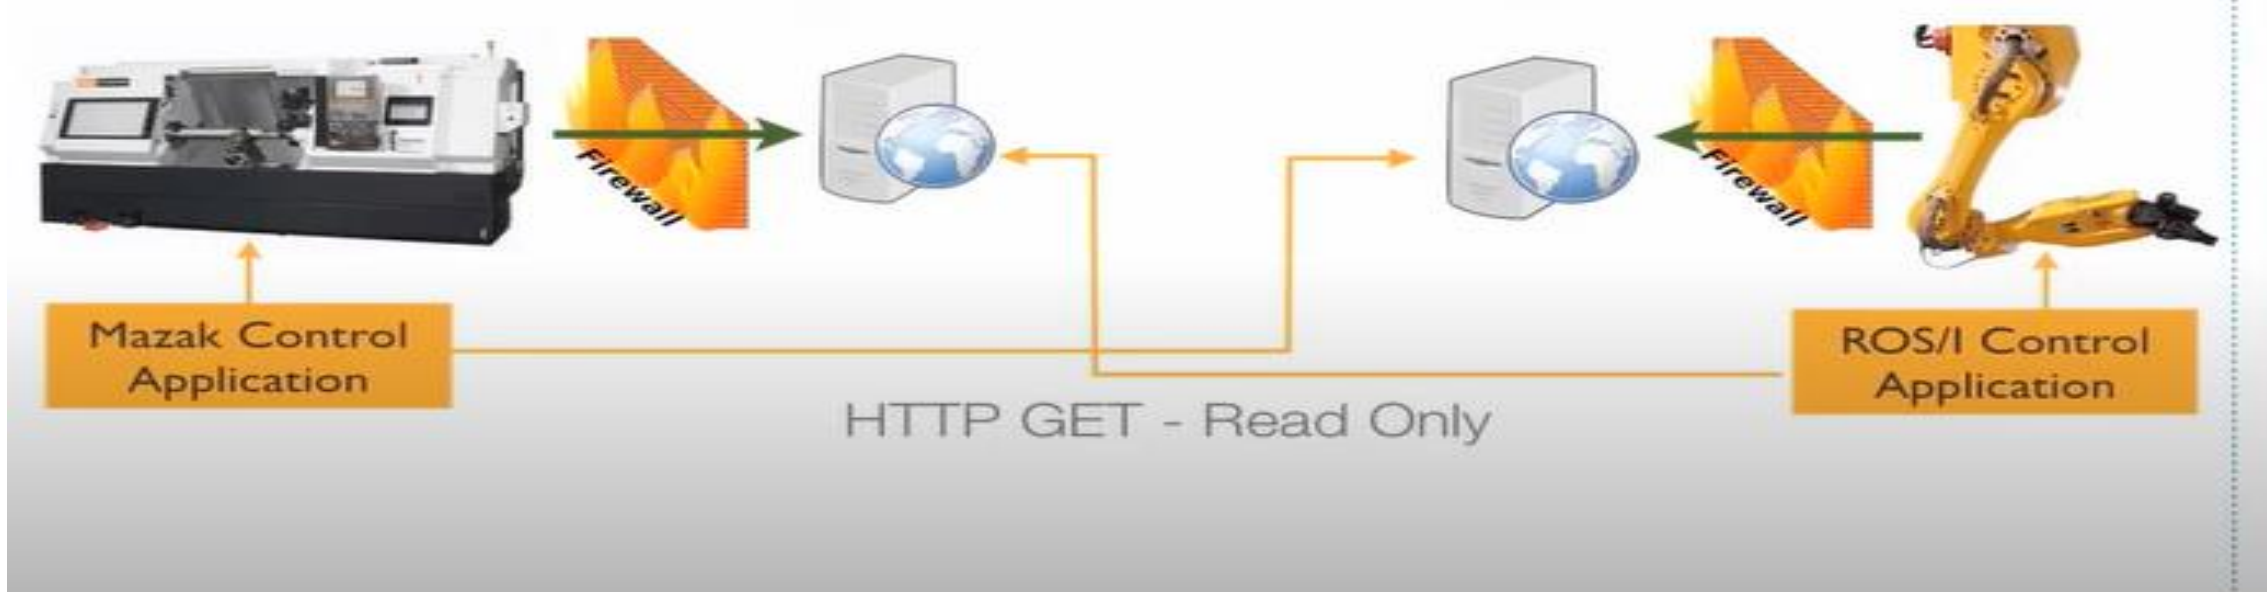 Firewall
Firewall
Mazak Control
Application
ROS/I Control
Application
HTTP GET - Read Only